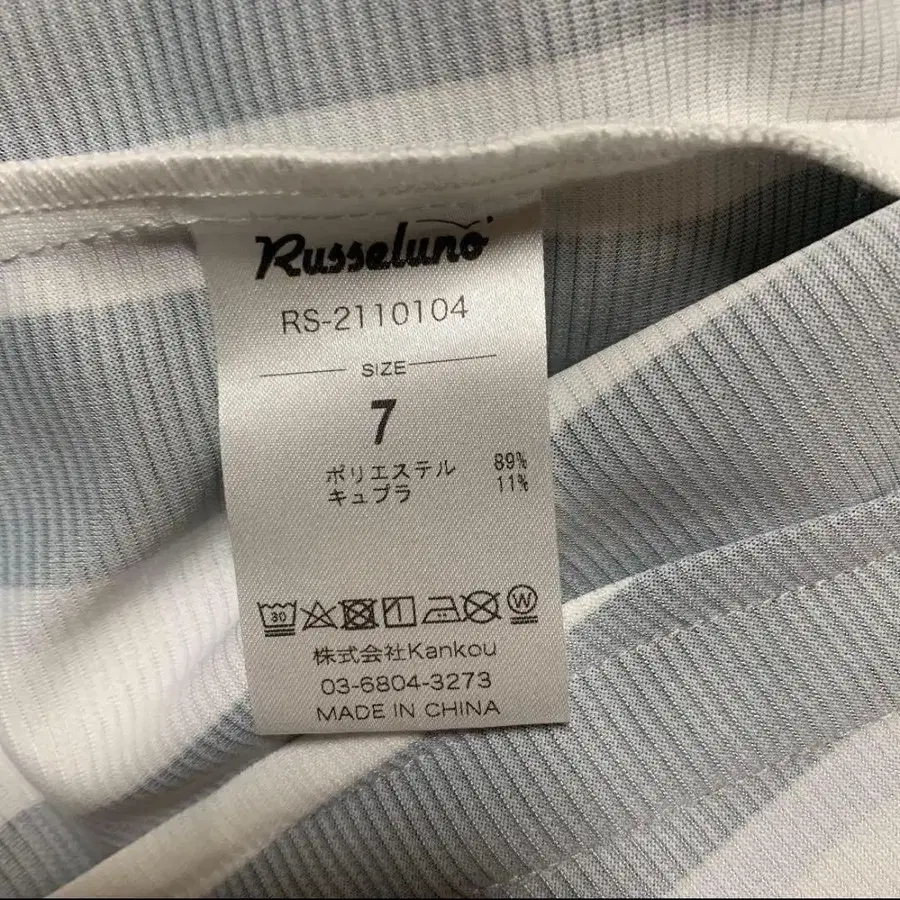 Russeluno
RS-2110104
SIZE
7
ポリエステル 89%
キュプラ 11%
30 W
株式会社Kankou
03-6804-3273
MADE IN CHINA